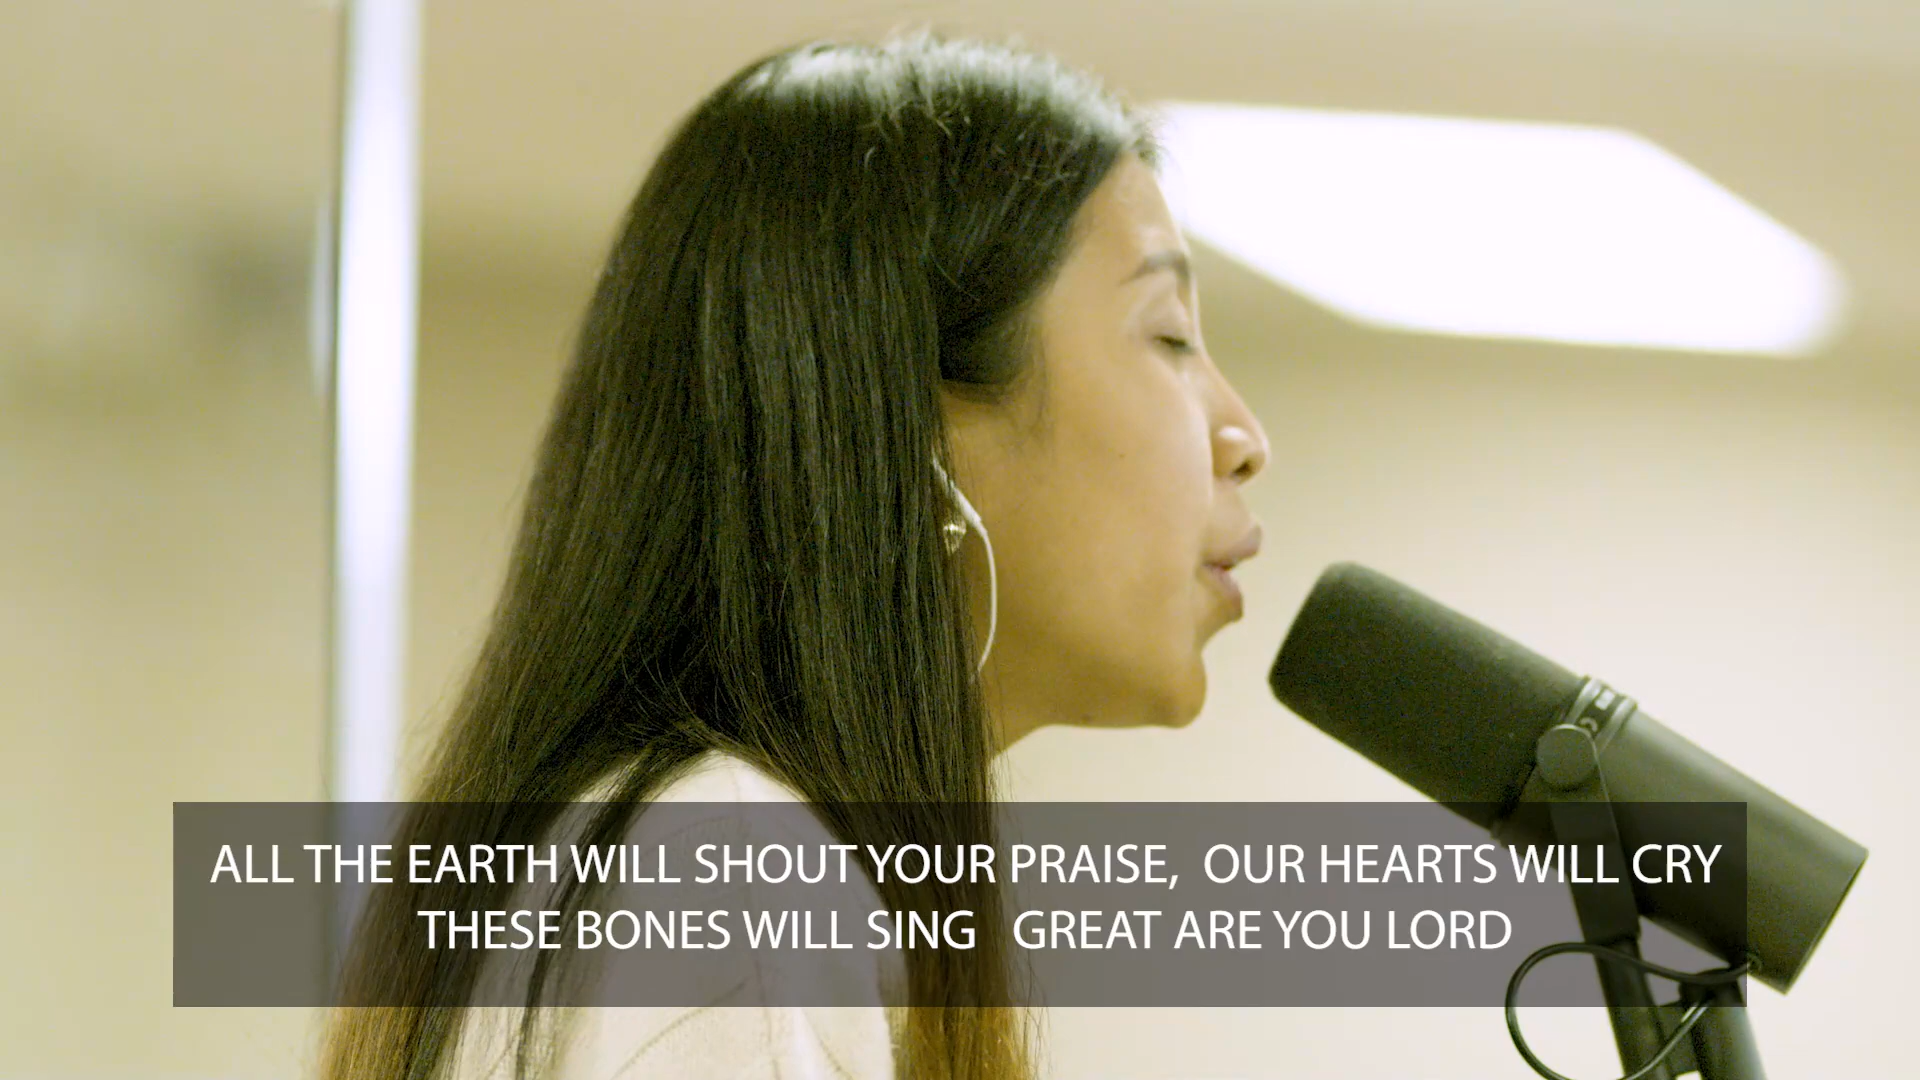 ALL THE EARTH WILL SHOUT YOUR PRAISE,  OUR HEARTS WILL CRY
THESE BONES WILL SING   GREAT ARE YOU LORD